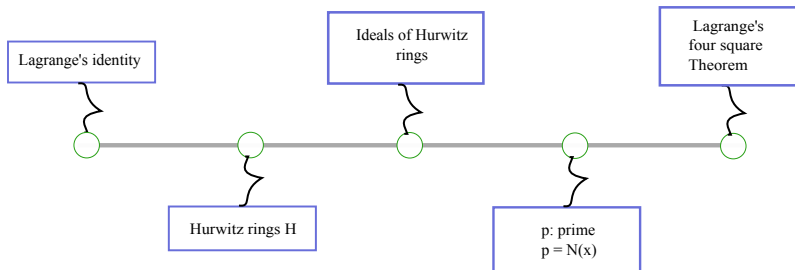 Lagrange's identity
Hurwitz rings H
Ideals of Hurwitz
rings
p: prime
p = N(x)
Lagrange's
four square
Theorem